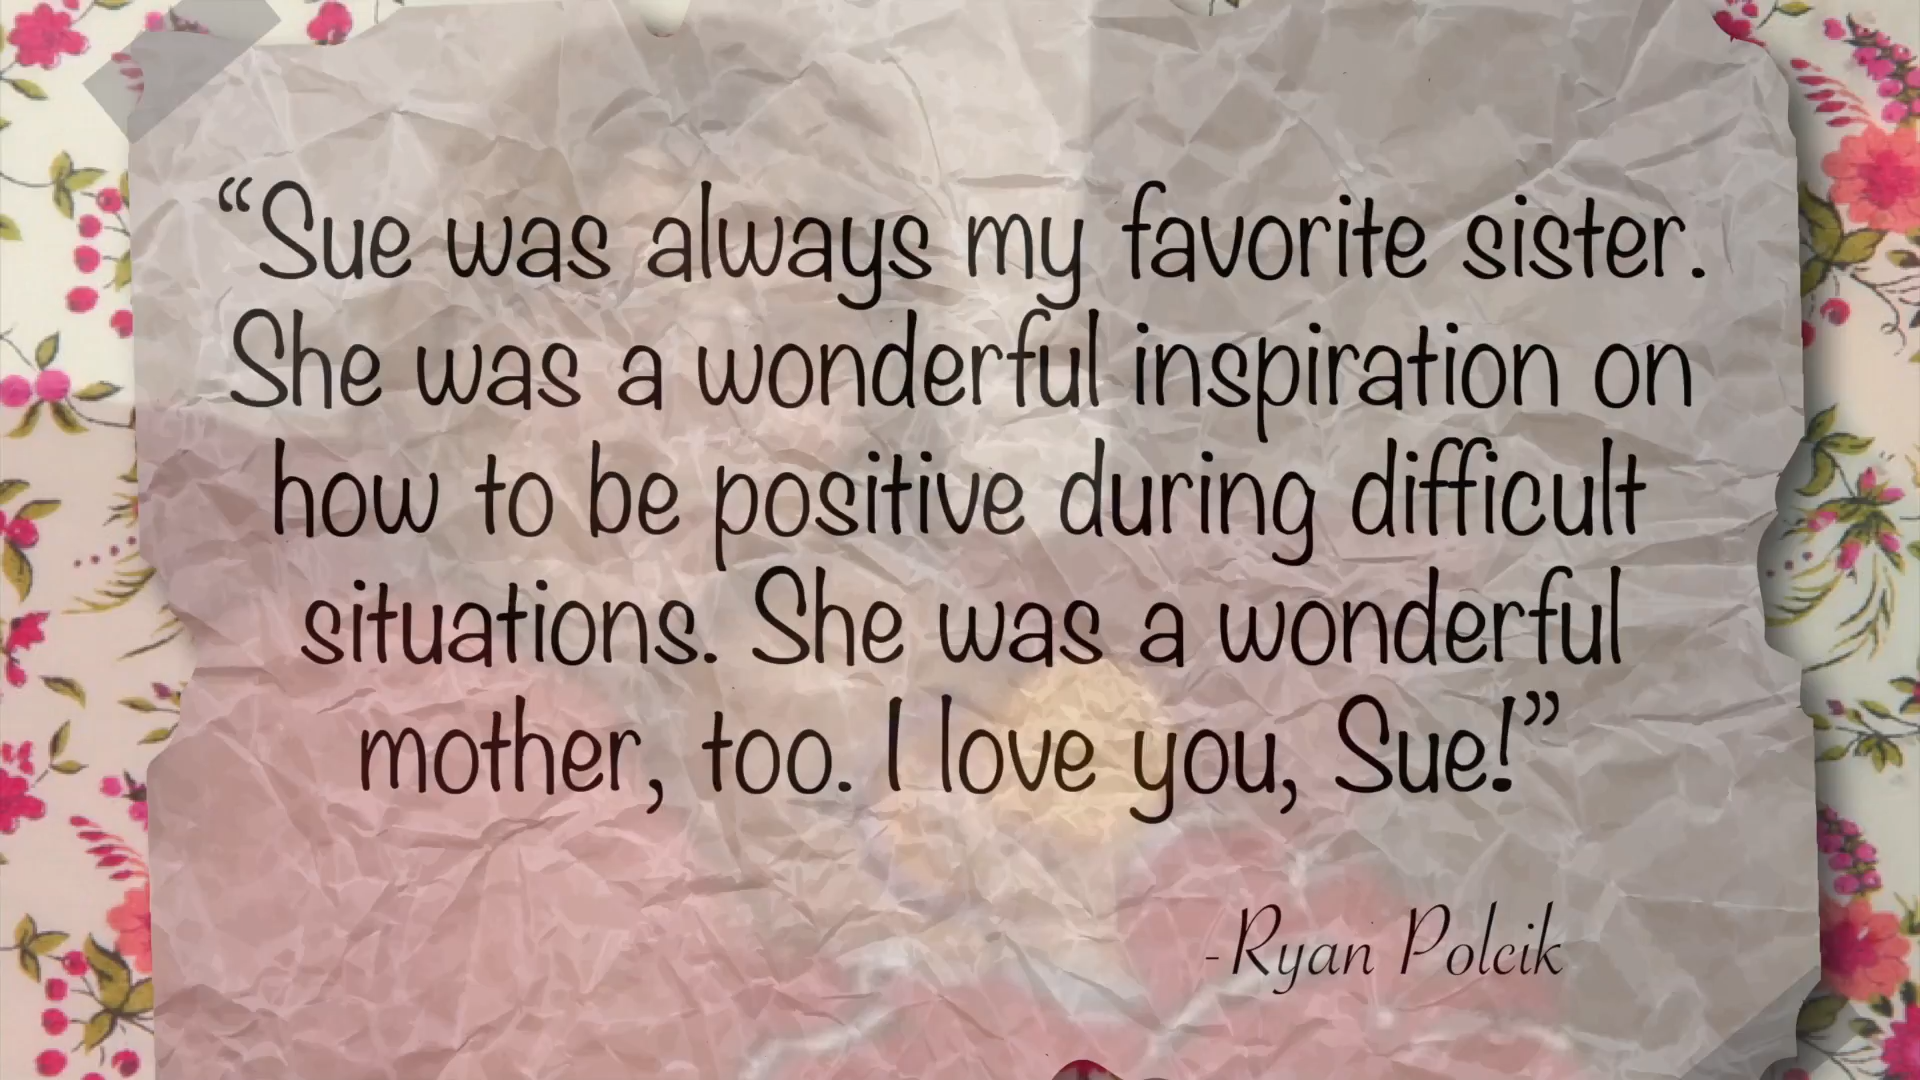 “Sue was always my favorite sister.
She was a wonderful inspiration on
how to be positive during difficult
situations. She was a wonderful
mother, too. I love you, Sue!”
-Ryan Polcik